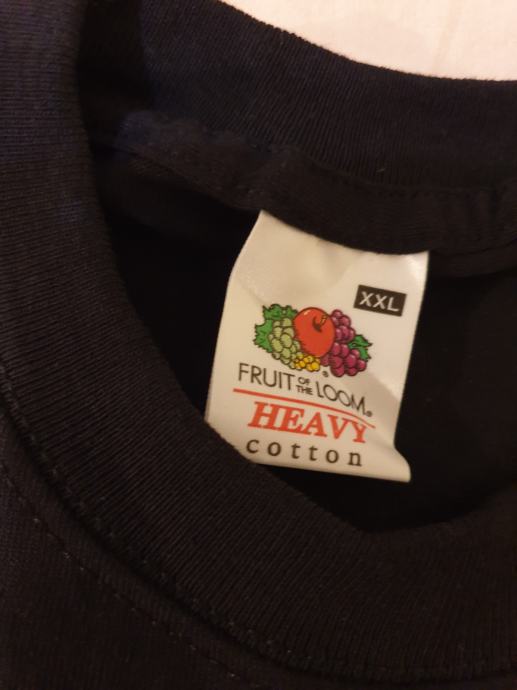 XXL
FRUIT OF THE LOOM®
HEAVY
cotton